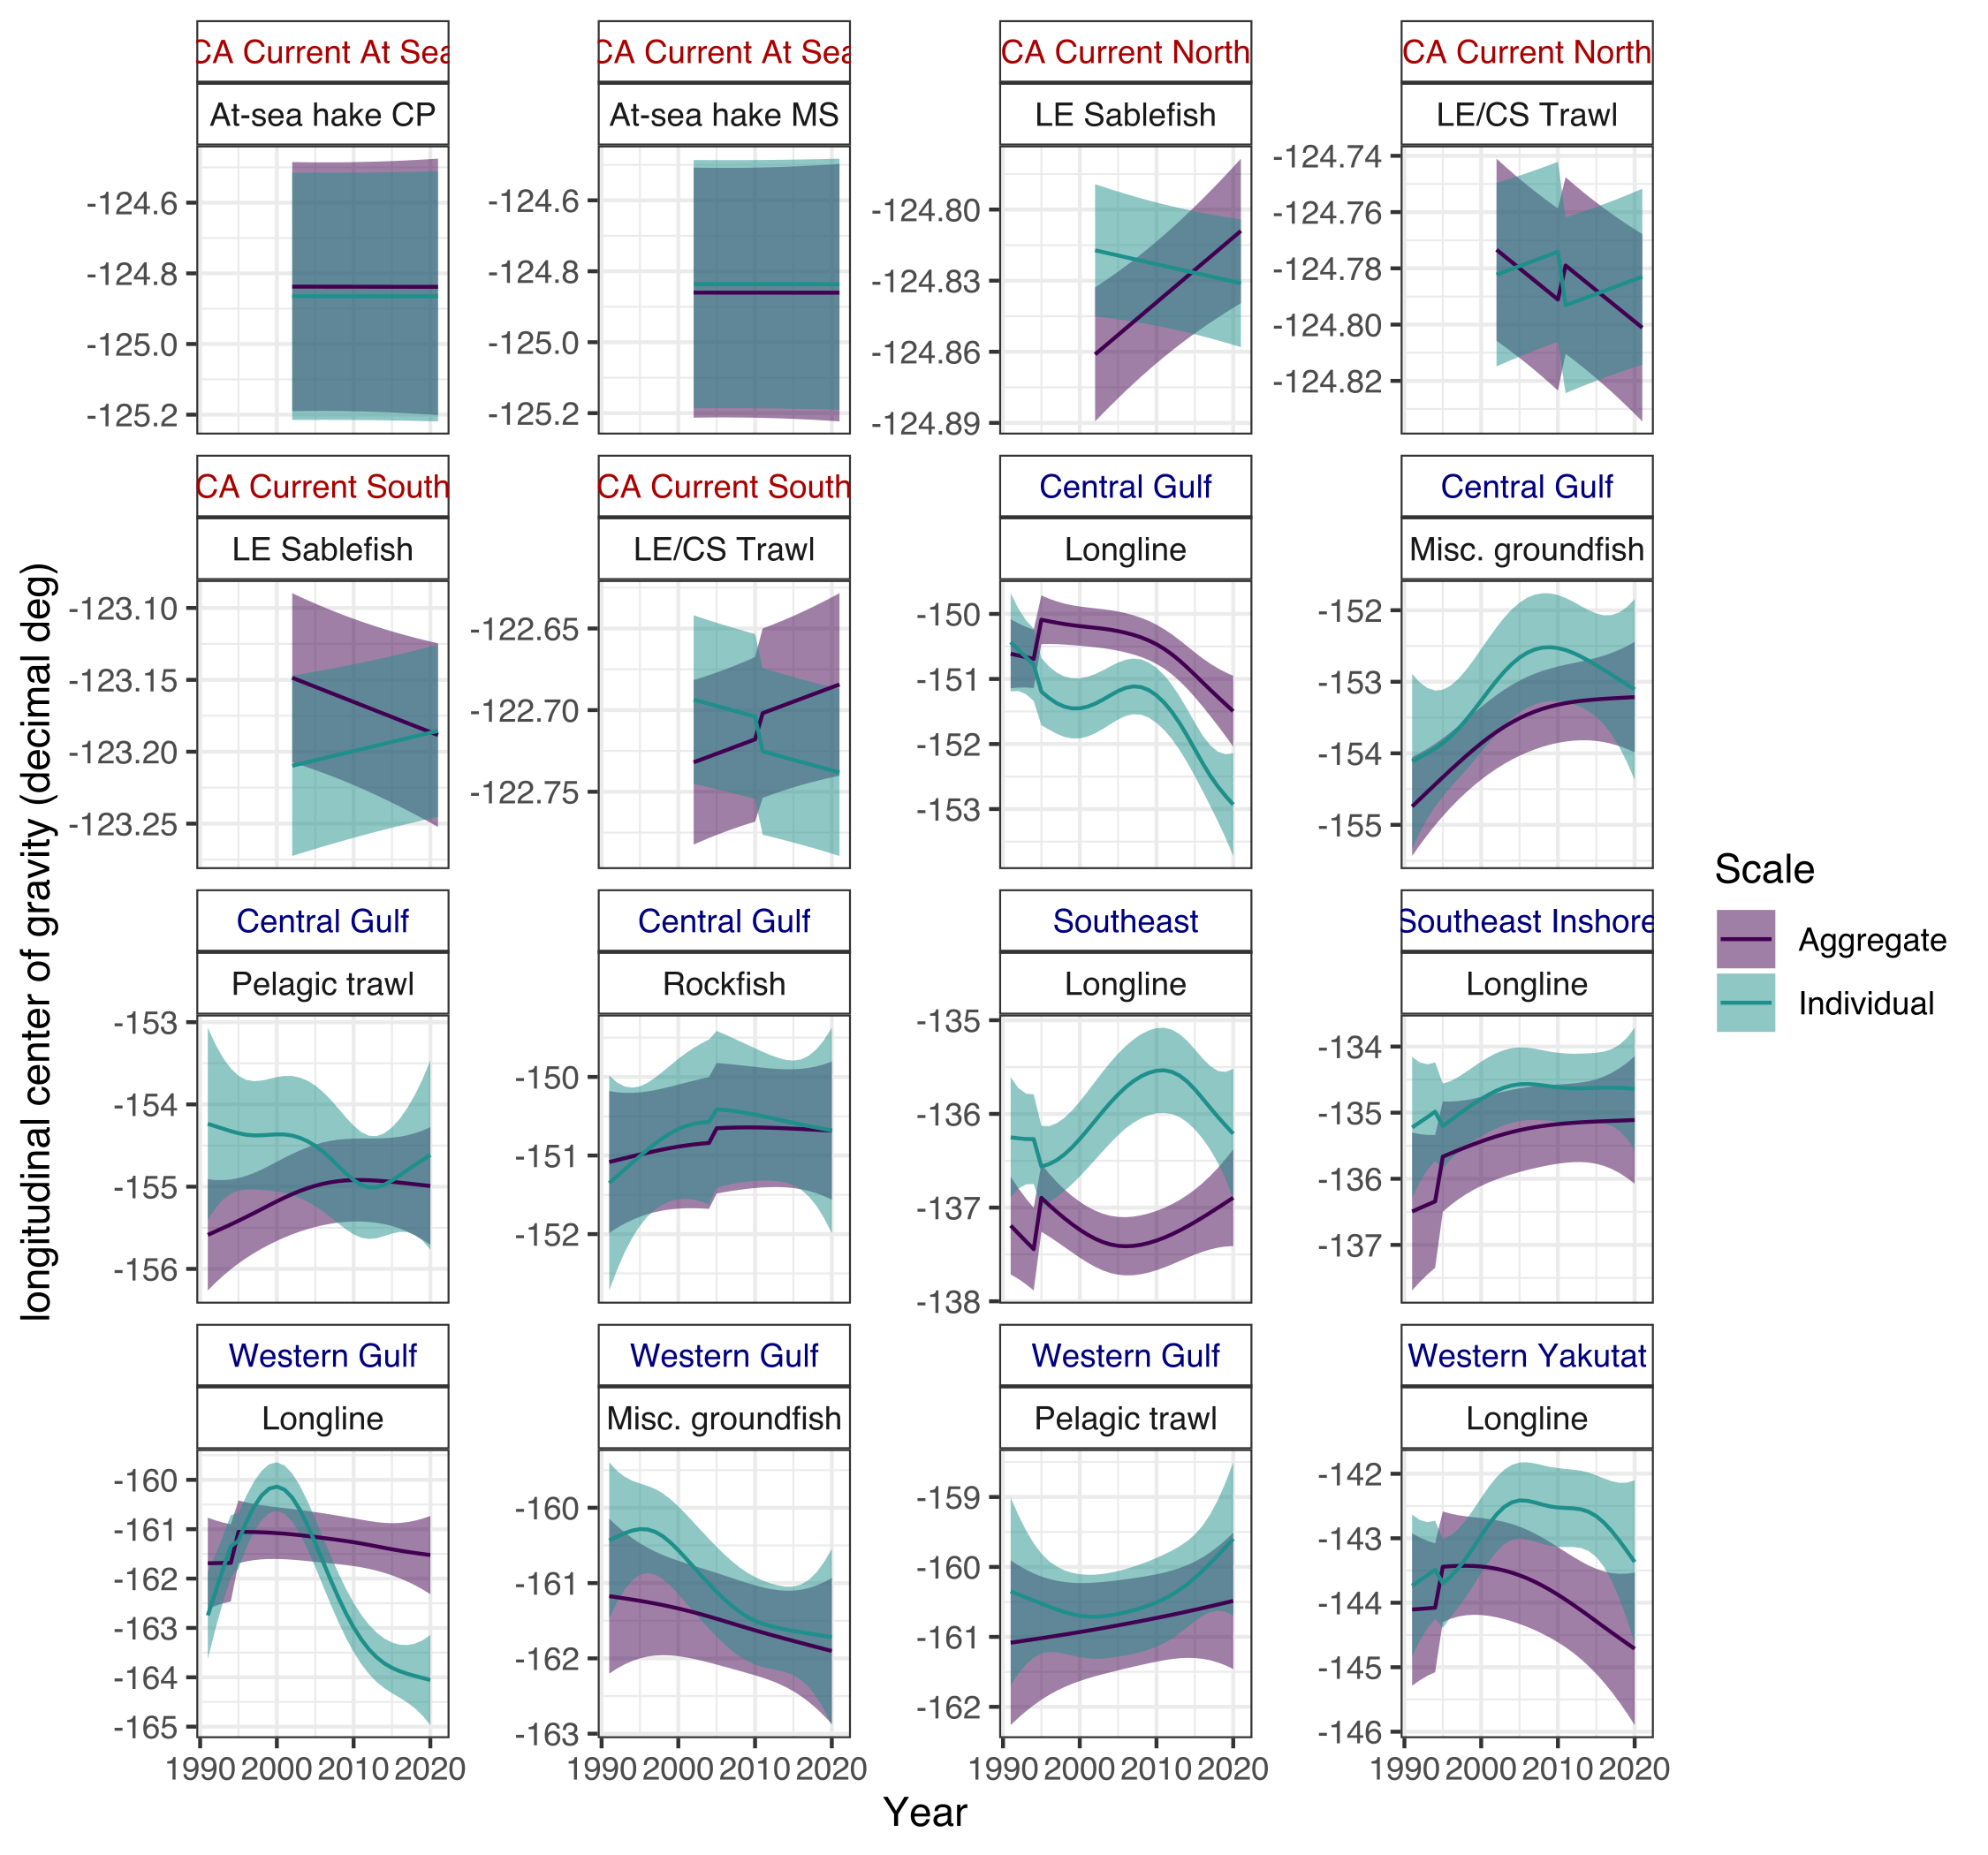 CA Current At Sea
CA Current At Sea
CA Current North
CA Current North
At-sea hake CP
At-sea hake MS
LE Sablefish
LE/CS Trawl
-124.6
-124.8
-125.0
-125.2
-124.6
-124.8
-125.0
-125.2
-124.80
-124.83
-124.86
-124.89
-124.74
-124.76
-124.78
-124.80
-124.82
CA Current South
CA Current South
Central Gulf
Central Gulf
LE Sablefish
LE/CS Trawl
Longline
Misc. groundfish
-123.10
-123.15
-123.20
-123.25
-122.65
-122.70
-122.75
-150
-151
-152
-153
-152
-153
-154
-155
Central Gulf
Central Gulf
Southeast
Southeast Inshore
Pelagic trawl
Rockfish
Longline
Longline
-153
-154
-155
-156
-150
-151
-152
-135
-136
-137
-138
-134
-135
-136
-137
Western Gulf
Western Gulf
Western Gulf
Western Yakutat
Longline
Misc. groundfish
Pelagic trawl
Longline
-160
-161
-162
-163
-164
-165
-160
-161
-162
-163
-159
-160
-161
-162
-142
-143
-144
-145
-146
1990 2000 2010 2020
1990 2000 2010 2020
1990 2000 2010 2020
1990 2000 2010 2020
Year
longitudinal center of gravity (decimal deg)
Scale
Aggregate
Individual